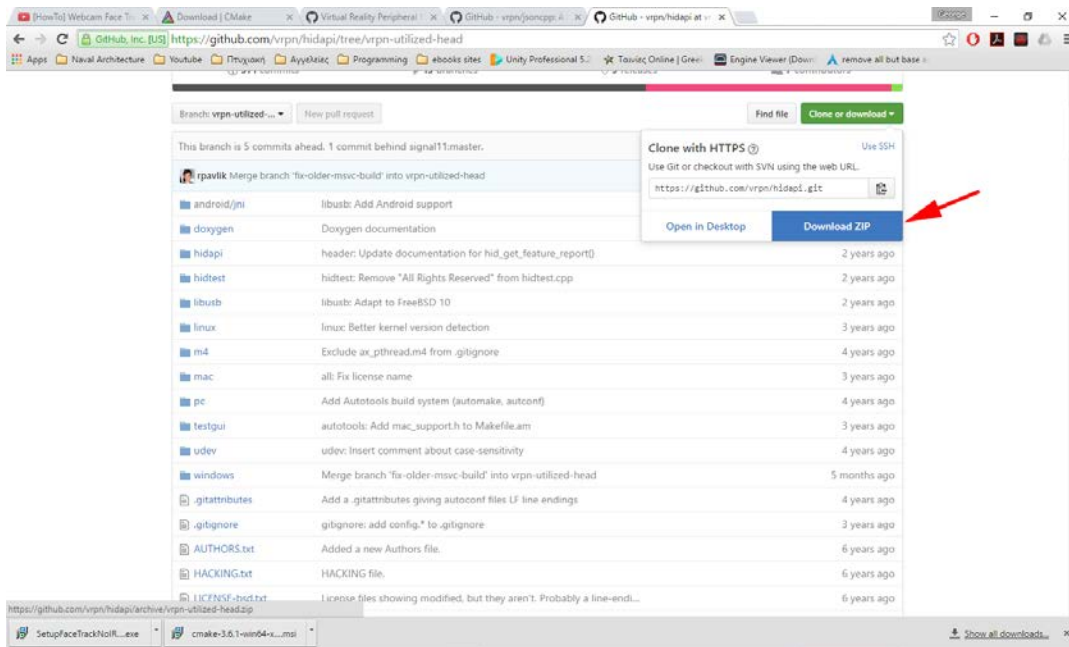 [HowTo] Webcam Face Tr
Download | CMake
Virtual Reality Peripheral
GitHub - vrpn/jsoncpp: A
GitHub - vrpn/hidapi at vr
George
GitHub, Inc. [US] https://github.com/vrpn/hidapi/tree/vrpn-utilized-head
Apps Naval Architecture Youtube Πτυχιακή Αγγελίες Programming ebooks sites Unity Professional 5. Ταινίες Online | Greek Engine Viewer (Down remove all but base
Branch: vrpn-utilized-... New pull request Find file Clone or download
This branch is 5 commits ahead. 1 commit behind signal11:master.
rpavlik Merge branch 'fix-older-msvc-build' into vrpn-utilized-head
Clone with HTTPS Use SSH
Use Git or checkout with SVN using the web URL.
https://github.com/vrpn/hidapi.git
Open in Desktop Download ZIP
android/jni libusb: Add Android support
doxygen Doxygen documentation
hidapi header: Update documentation for hid_get_feature_report() 2 years ago
hidtest hidtest: Remove "All Rights Reserved" from hidtest.cpp 2 years ago
libusb libusb: Adapt to FreeBSD 10 2 years ago
linux linux: Better kernel version detection 3 years ago
m4 Exclude ax_pthread.m4 from .gitignore 4 years ago
mac all: Fix license name 3 years ago
pc Add Autotools build system (automake, autoconf) 4 years ago
testgui autotools: Add mac_support.h to Makefile.am 3 years ago
udev udev: Insert comment about case-sensitivity 4 years ago
windows Merge branch 'fix-older-msvc-build' into vrpn-utilized-head 5 months ago
.gitattributes Add a .gitattributes giving autoconf files LF line endings 4 years ago
.gitignore gitignore: add config.* to .gitignore 3 years ago
AUTHORS.txt Added a new Authors file. 6 years ago
HACKING.txt HACKING file. 6 years ago
LICENSE-bsd.txt License files showing modified, but they aren't. Probably a line-endi... 6 years ago
https://github.com/vrpn/hidapi/archive/vrpn-utilized-head.zip
SetupFaceTrackNoIR....exe cmake-3.6.1-win64-x....msi Show all downloads...